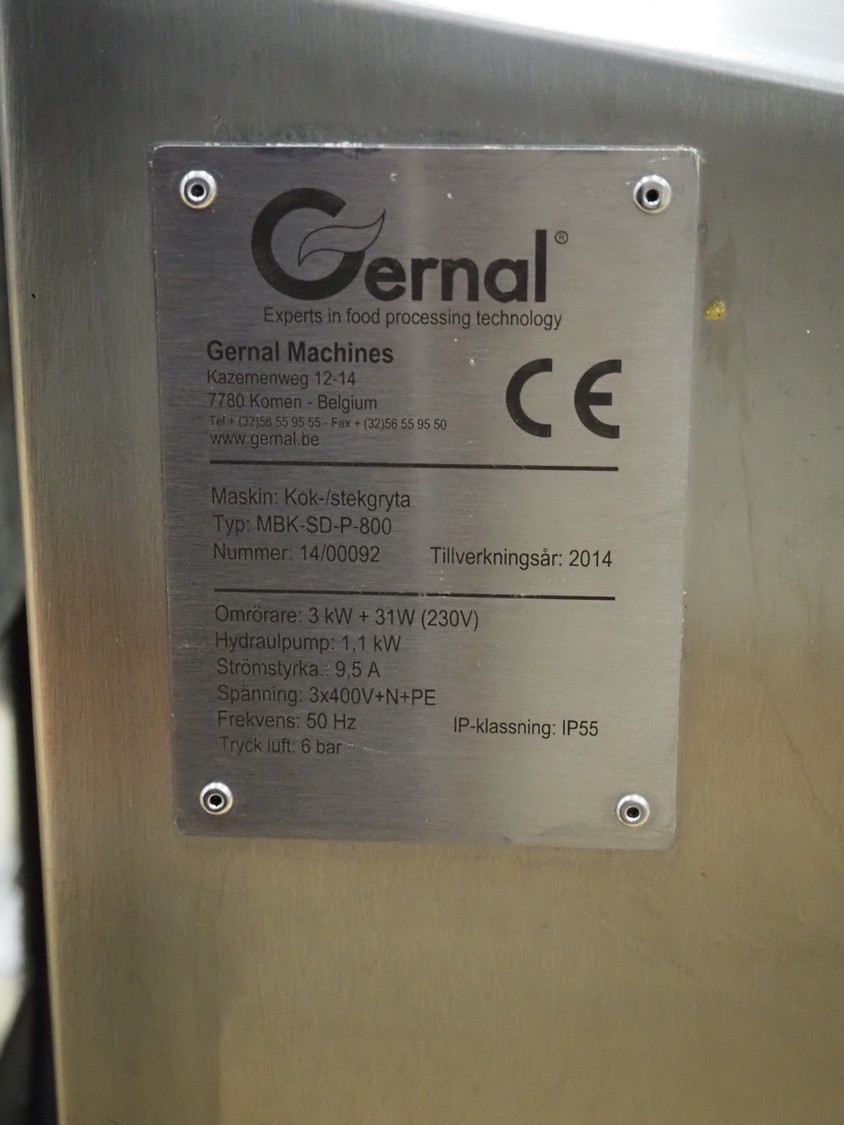 Gernal®
Experts in food processing technology
Gernal Machines
Kazernenweg 12-14
7780 Komen - Belgium
Tel + (32)56 55 95 55 - Fax + (32)56 55 95 50
www.gernal.be
CE
Maskin: Kok-/stekgryta
Typ: MBK-SD-P-800
Nummer: 14/00092 Tillverkningsår: 2014
Omrörare: 3 kW + 31W (230V)
Hydraulpump: 1,1 kW
Strömstyrka.: 9,5 A
Spänning: 3x400V+N+PE
Frekvens: 50 Hz IP-klassning: IP55
Tryck luft: 6 bar